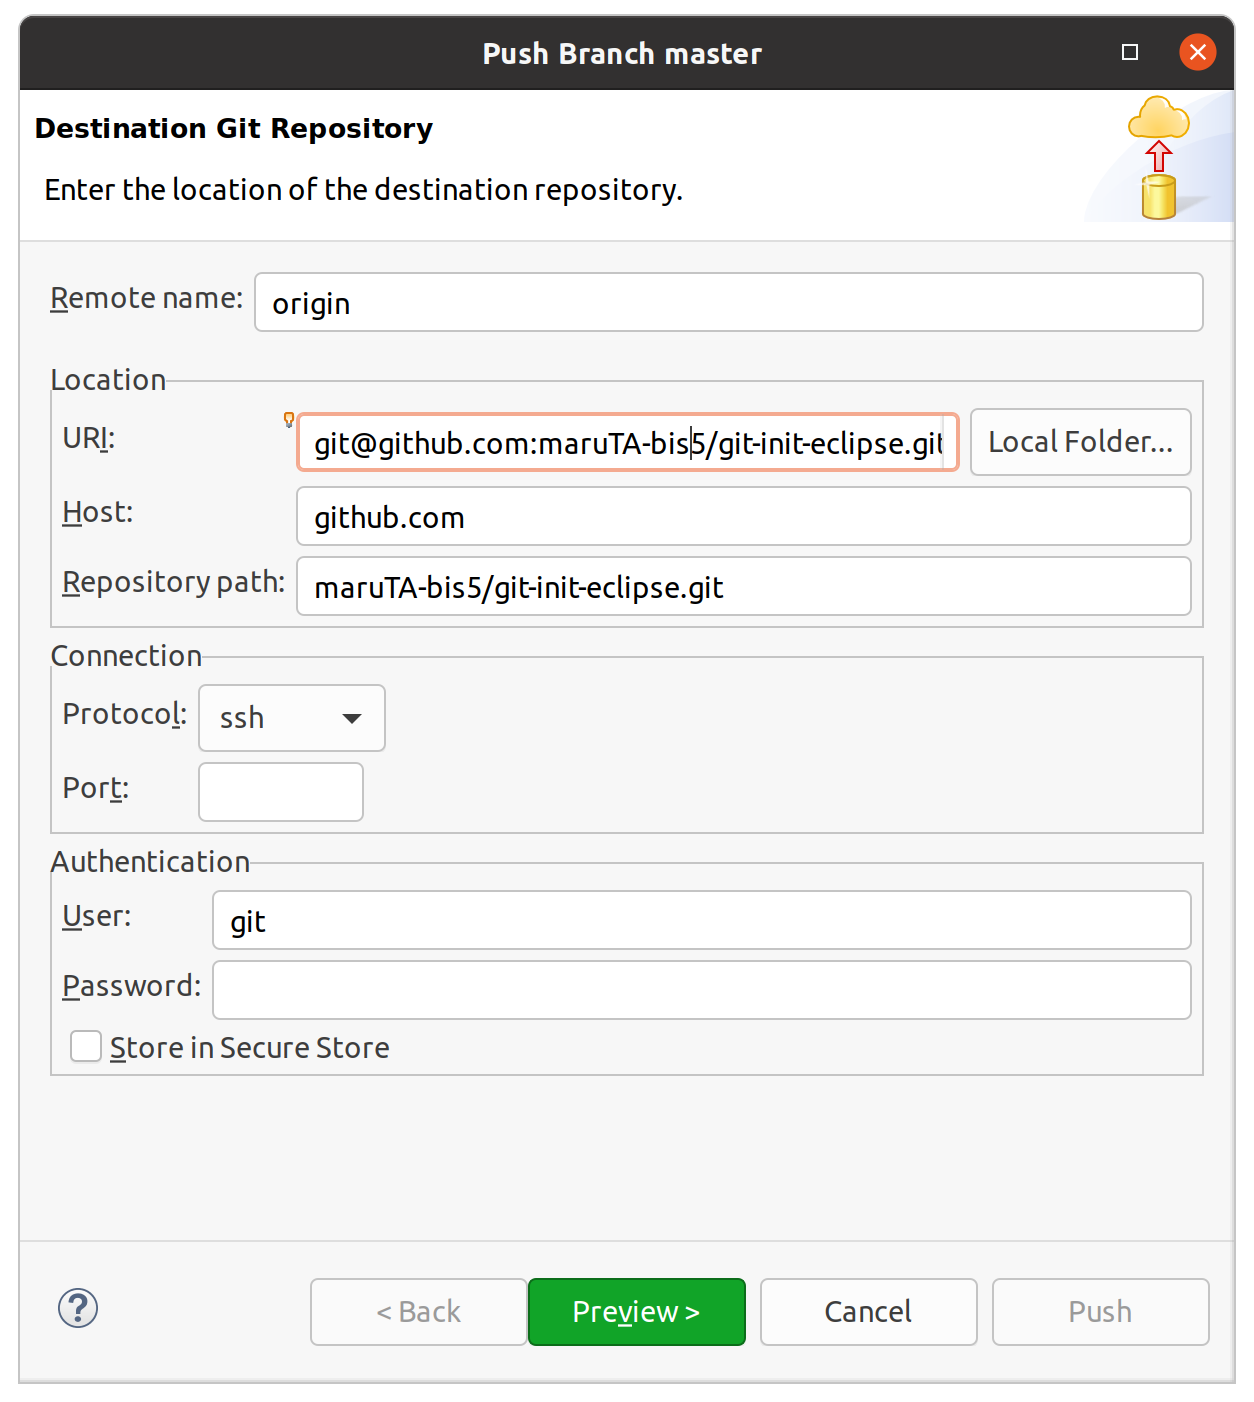 Push Branch master
Destination Git Repository
Enter the location of the destination repository.
Remote name: origin
Location
URI: git@github.com:maruTA-bis5/git-init-eclipse.git Local Folder...
Host: github.com
Repository path: maruTA-bis5/git-init-eclipse.git
Connection
Protocol: ssh
Port:
Authentication
User: git
Password:
Store in Secure Store
? < Back Preview > Cancel Push